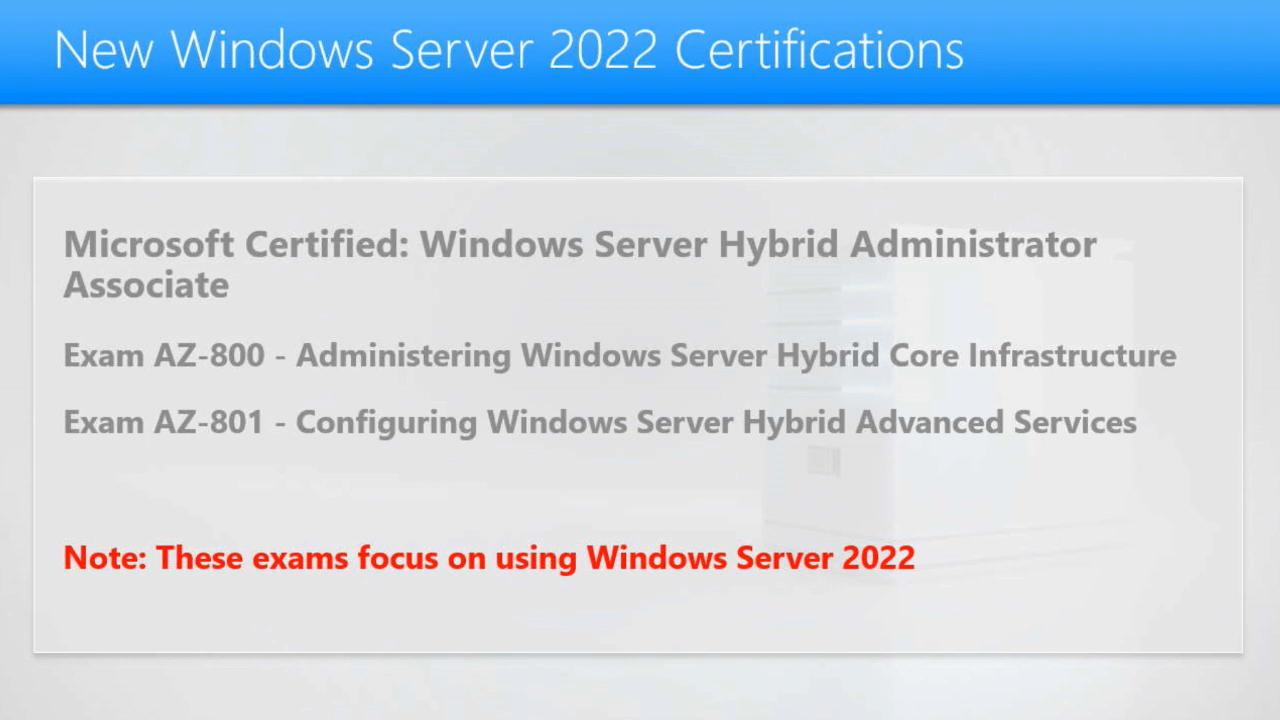 New Windows Server 2022 Certifications
Microsoft Certified: Windows Server Hybrid Administrator
Associate
Exam AZ-800 - Administering Windows Server Hybrid Core Infrastructure
Exam AZ-801 - Configuring Windows Server Hybrid Advanced Services
Note: These exams focus on using Windows Server 2022